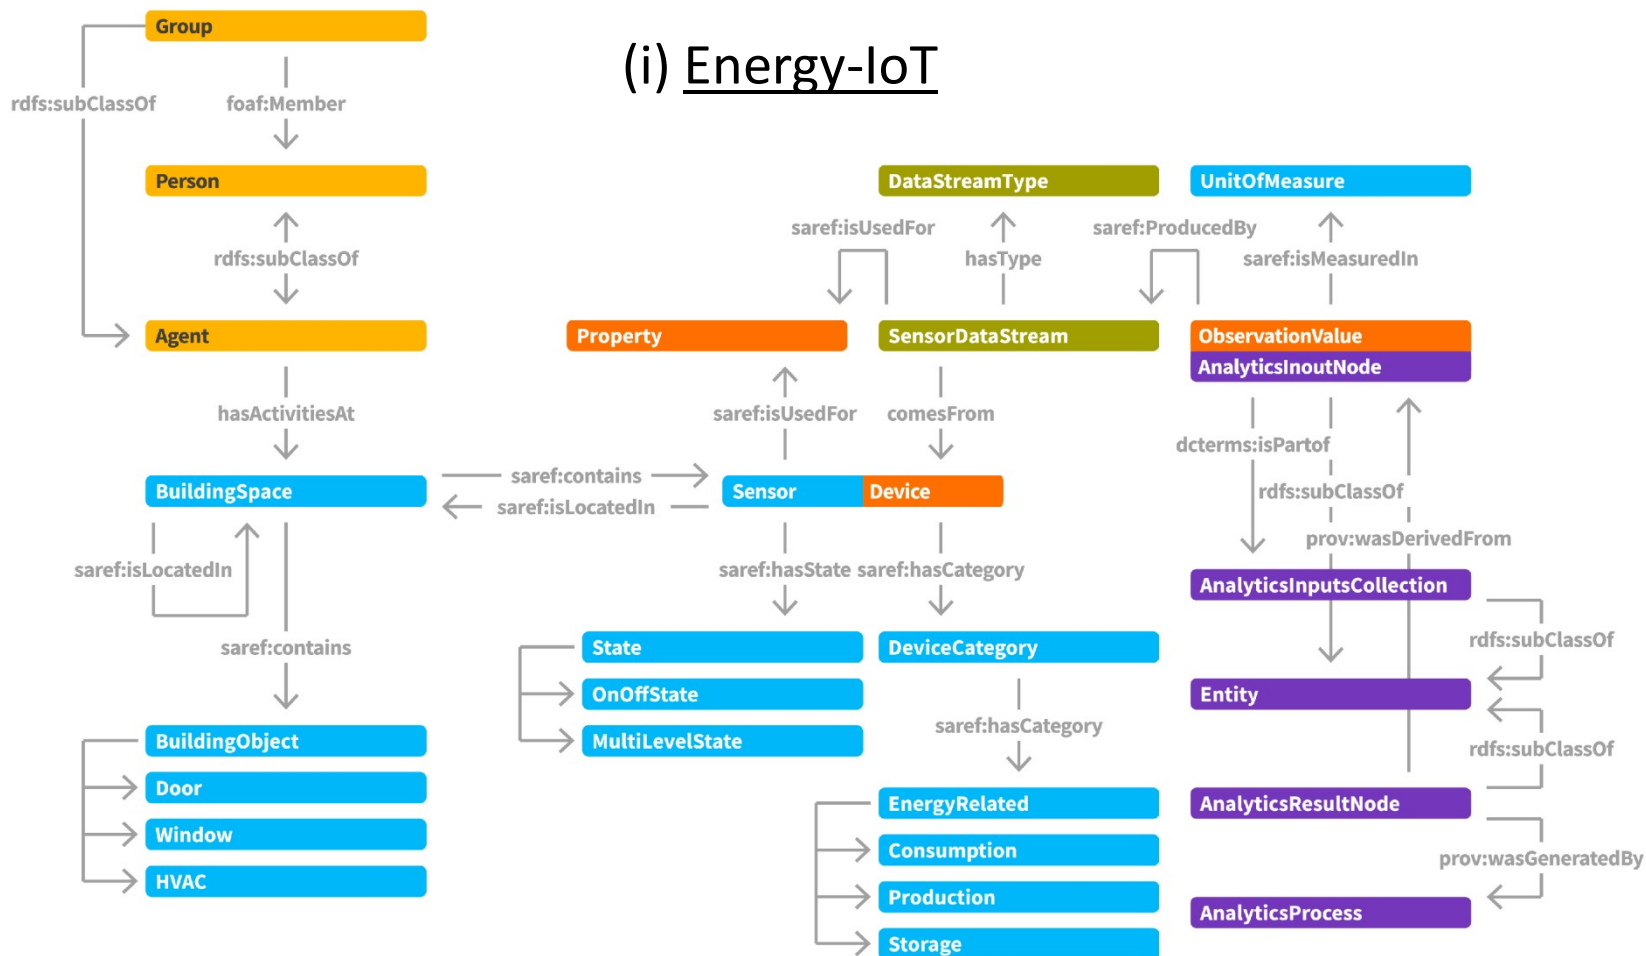 Group
(i) Energy-IoT
rdfs:subClassOf
foaf:Member
Person
DataStreamType
UnitOfMeasure
saref:isUsedFor
saref:ProducedBy
rdfs:subClassOf
hasType
saref:isMeasuredIn
Agent
Property
SensorDataStream
ObservationValue
AnalyticsInoutNode
hasActivitiesAt
saref:isUsedFor
comesFrom
dcterms:isPartof
saref:contains
BuildingSpace
Sensor
Device
rdfs:subClassOf
saref:isLocatedIn
prov:wasDerivedFrom
saref:isLocatedIn
saref:hasState
saref:hasCategory
AnalyticsInputsCollection
rdfs:subClassOf
saref:contains
State
DeviceCategory
OnOffState
Entity
saref:hasCategory
BuildingObject
MultiLevelState
rdfs:subClassOf
Door
EnergyRelated
AnalyticsResultNode
Window
Consumption
prov:wasGeneratedBy
HVAC
Production
AnalyticsProcess
Storage